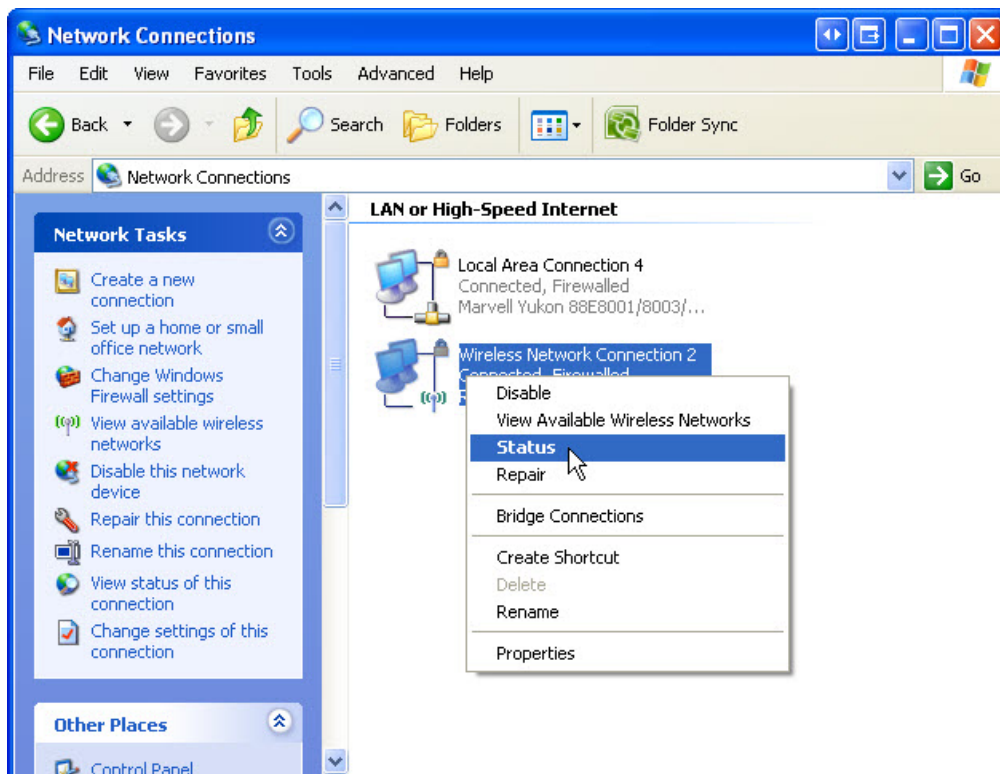 Network Connections
File Edit View Favorites Tools Advanced Help
Back Search Folders Folder Sync
Address Network Connections Go
Network Tasks
Create a new
connection
Set up a home or small
office network
Change Windows
Firewall settings
View available wireless
networks
Disable this network
device
Repair this connection
Rename this connection
View status of this
connection
Change settings of this
connection
Other Places
Control Panel
LAN or High-Speed Internet
Local Area Connection 4
Connected, Firewalled
Marvell Yukon 88E8001/8003/...
Wireless Network Connection 2
Connected, Firewalled
Disable
View Available Wireless Networks
Status
Repair
Bridge Connections
Create Shortcut
Delete
Rename
Properties